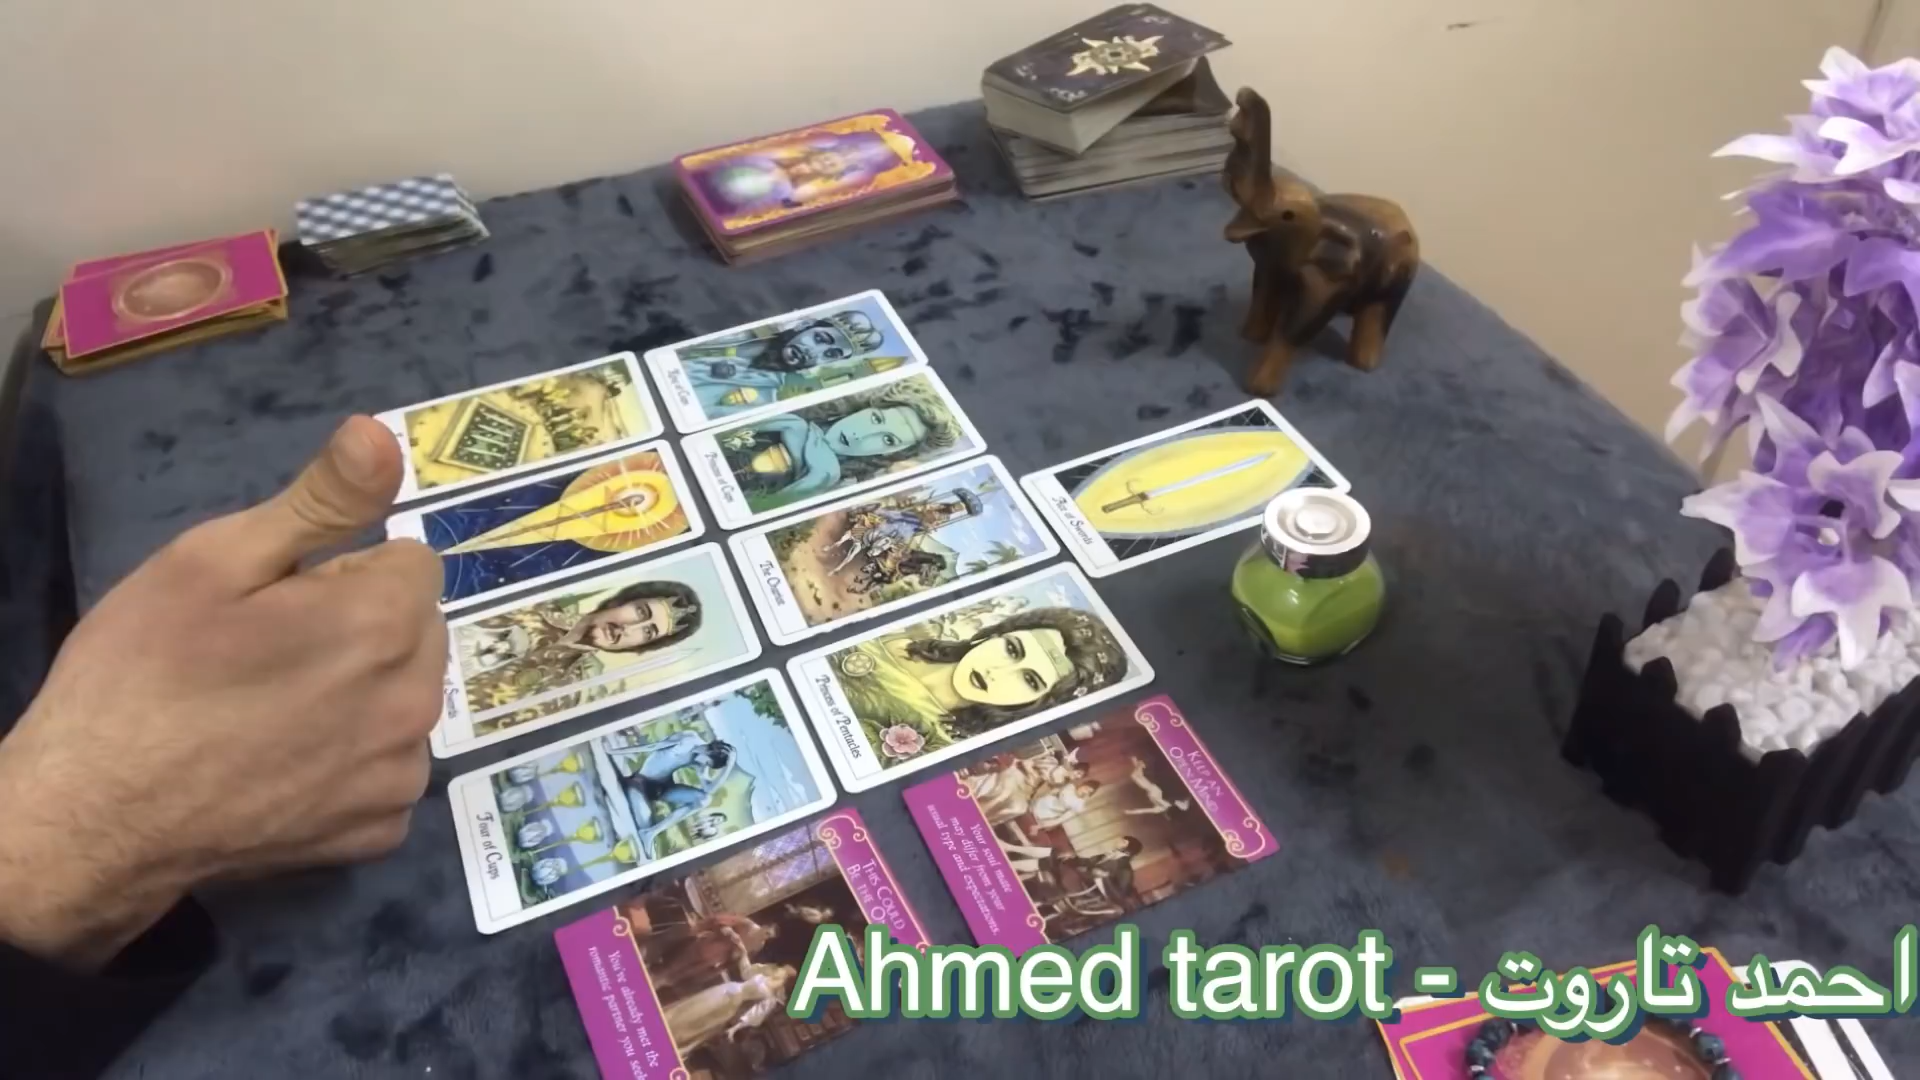 King of Cups
Princess of Cups
Ace of Swords
The Chariot
Swords
Princess of Pentacles
Four of Cups
KEEP AN
OPEN MIND
Your soul mate
may differ from your
usual type and expectations.
THIS COULD
BE THE
You've already met the
romantic partner you seek
Ahmed tarot - احمد تاروت